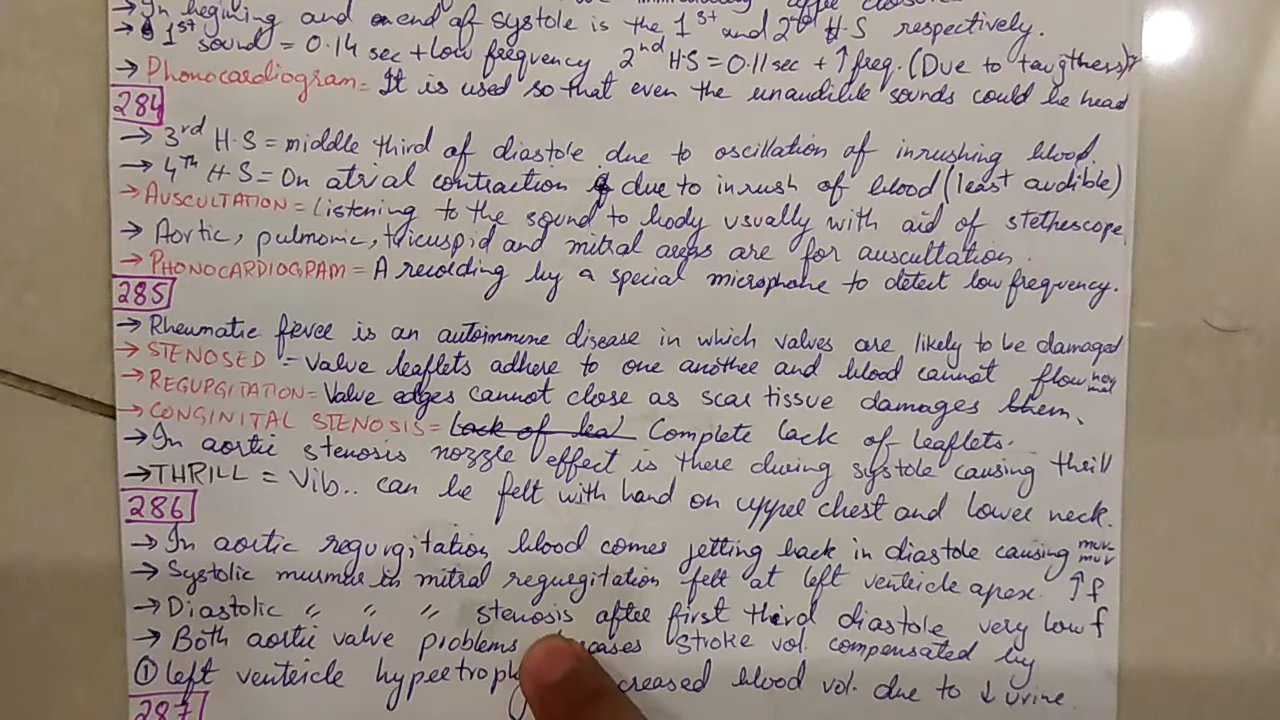 → In begining and end of systole is the 1st and 2nd H.S respectively.
→ 1st sound = 0.14 sec + low frequency 2nd H.S = 0.11 sec + ↑ freq. (Due to taugthess)
→ Phonocardiogram = It is used so that even the unaudible sounds could be head
284
→ 3rd H.S = middle third of diastole due to oscillation of inrushing blood.
→ 4Th H S = On atrial contraction due to inrush of blood (least audible)
→ AUSCULTATION = Listening to the sound to body usually with aid of stethescope.
→ Aortic, pulmonic, tricuspid and mitral areas are for auscultation.
→ PHONOCARDIOGRAM = A recording by a special microphone to detect low frequency.
285
→ Rheumatic fever is an autoimmune disease in which valves are likely to be damaged
→ STENOSED = Valve leaflets adhere to one another and blood cannot flow nor mal
→ REGURGITATION = Valve edges cannot close as scar tissue damages them.
→ CONGINITAL STENOSIS = Lack of leaf Complete lack of leaflets.
→ In aortic stenosis nozzle effect is there during systole causing thrill
→ THRILL = Vib.. can be felt with hand on upper chest and lower neck.
286
→ In aortic regurgitation blood comes jetting back in diastole causing mur- mur
→ Systolic murmur in mitral regurgitation felt at left ventricle apex. ↑ f
→ Diastolic " " " stenosis after first third diastole very low f
→ Both aortic valve problems stroke vol. compensated by
① Left ventricle blood vol. due to ↓ urine
287